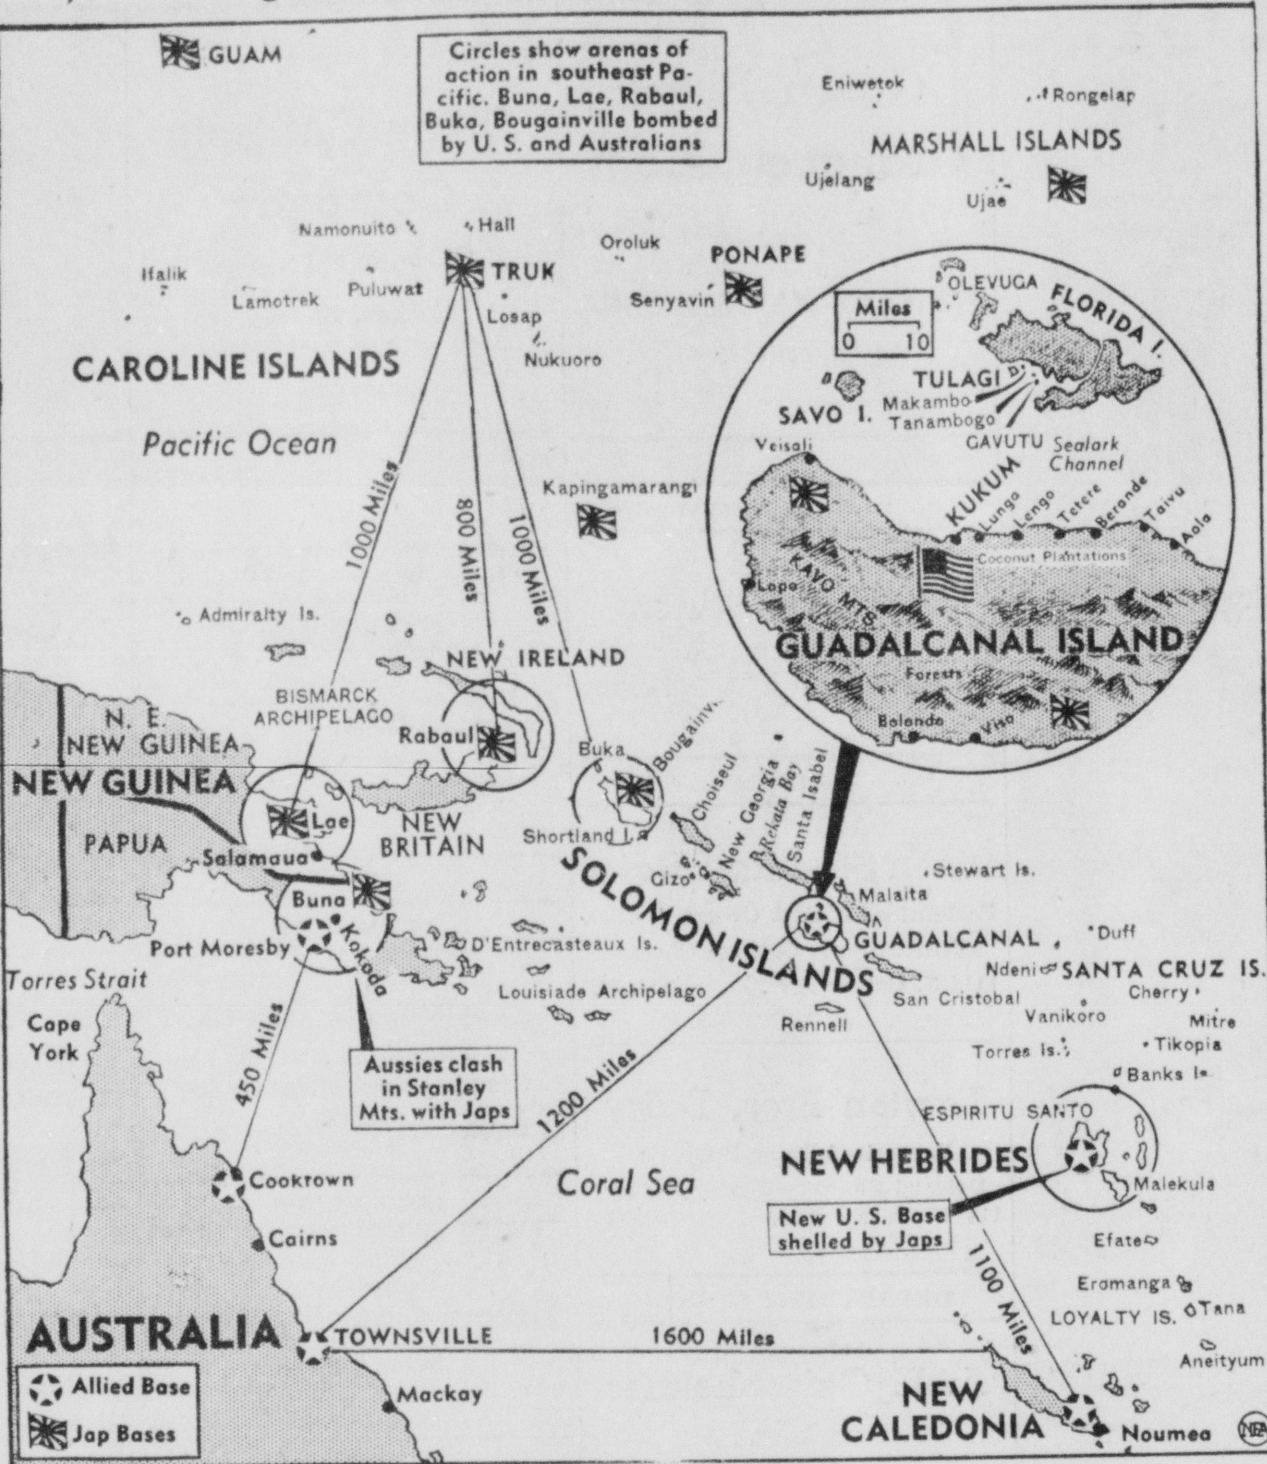 GUAM
Circles show arenas of
action in southeast Pa-
cific. Buna, Lae, Rabaul,
Buka, Bougainville bombed
by U. S. and Australians
Eniwetok
Rongelap
MARSHALL ISLANDS
Ujelang
Ujae
Namonuito
Hall
Oroluk
PONAPE
Ifalik
TRUK
Lamotrek
Puluwat
Senyavin
Losap
Nukuoro
CAROLINE ISLANDS
Pacific Ocean
OLEVUGA
FLORIDA I.
Miles
0 10
TULAGI
Makambo
Tanambogo
SAVO I.
GAVUTU
Sealark
Channel
Veisali
KUKUM
Lunga
Lengo
Tetere
Berande
Taivu
Aola
Coconut Plantations
Lapo
KAVO MTS.
GUADALCANAL ISLAND
Forests
Balanda
Visa
1000 Miles
800 Miles
1000 Miles
Kapingamarangi
Admiralty Is.
NEW IRELAND
BISMARCK
ARCHIPELAGO
N. E.
NEW GUINEA
Rabaul
NEW GUINEA
Buka
Bougainv.
Choiseul
New Georgia
Rekata Bay
Santa Isabel
Lae
NEW
BRITAIN
PAPUA
Salamaua
Shortland I.
Gizo
SOLOMON ISLANDS
Stewart Is.
Malaita
Buna
Port Moresby
Kokoda
D'Entrecasteaux Is.
GUADALCANAL
Duff
Ndeni
SANTA CRUZ IS.
Torres Strait
Louisiade Archipelago
San Cristobal
Cherry
Cape
York
Rennell
Vanikoro
Mitre
Torres Is.
Tikopia
Banks Is.
450 Miles
Aussies clash
in Stanley
Mts. with Japs
1200 Miles
ESPIRITU SANTO
NEW HEBRIDES
Cooktown
Coral Sea
Malekula
New U. S. Base
shelled by Japs
Cairns
Efate
1100 Miles
Eromanga
LOYALTY IS.
Tana
AUSTRALIA
TOWNSVILLE
1600 Miles
Aneityum
Allied Base
Jap Bases
Mackay
NEW
CALEDONIA
Noumea
NEA